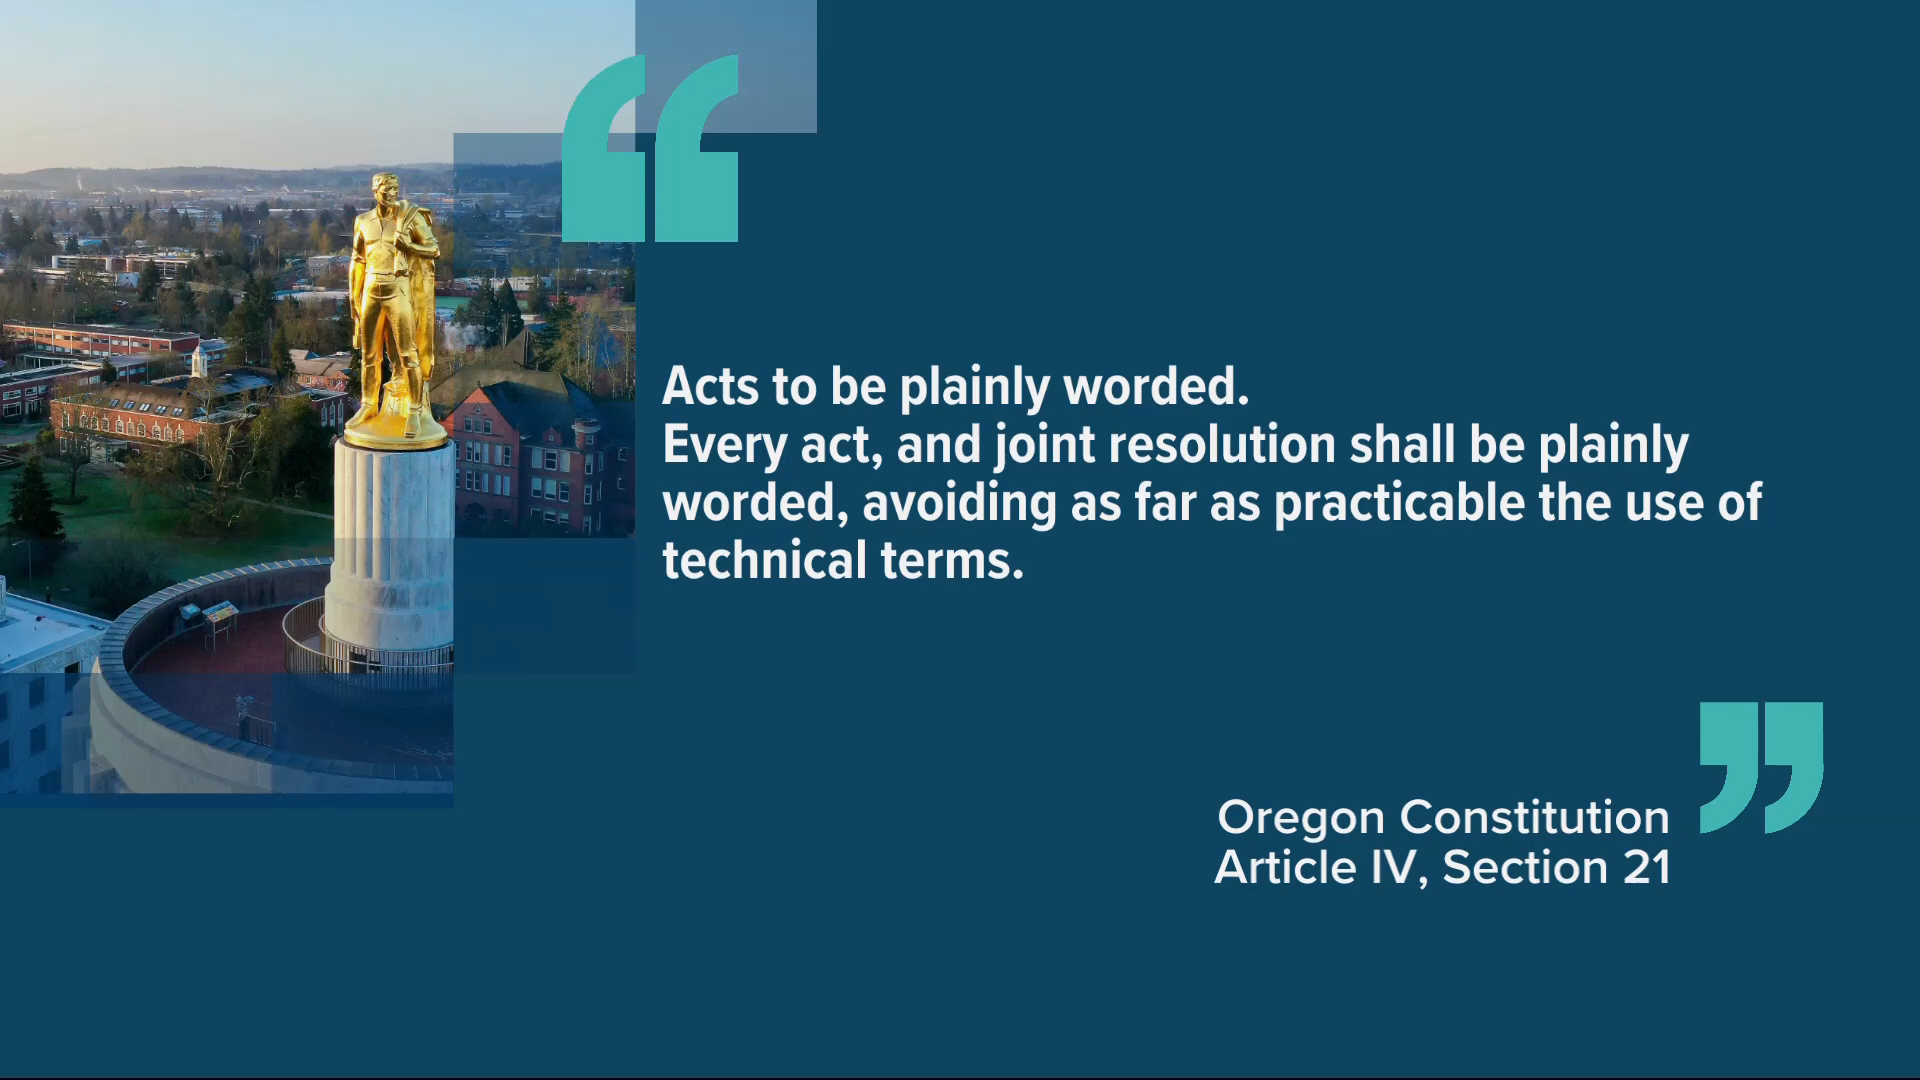 “
Acts to be plainly worded.
Every act, and joint resolution shall be plainly
worded, avoiding as far as practicable the use of
technical terms.
”
Oregon Constitution
Article IV, Section 21